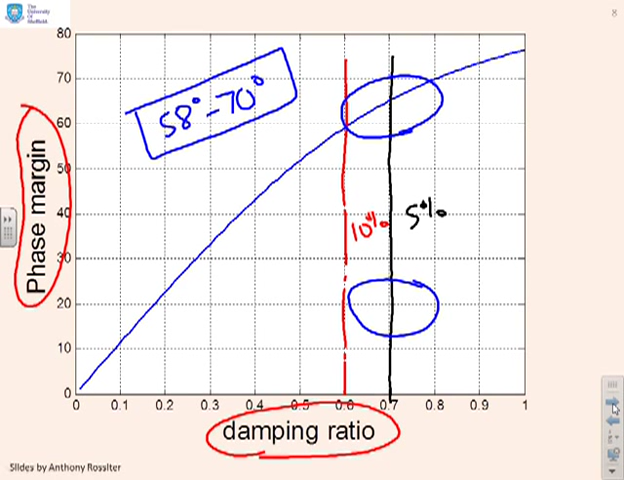 The
University
Of
Sheffield.
8
80
70
60
50
40
30
20
10
0
Phase margin
58°-70°
10%
5%
0 0.1 0.2 0.3 0.4 0.5 0.6 0.7 0.8 0.9 1
damping ratio
Slides by Anthony Rossiter